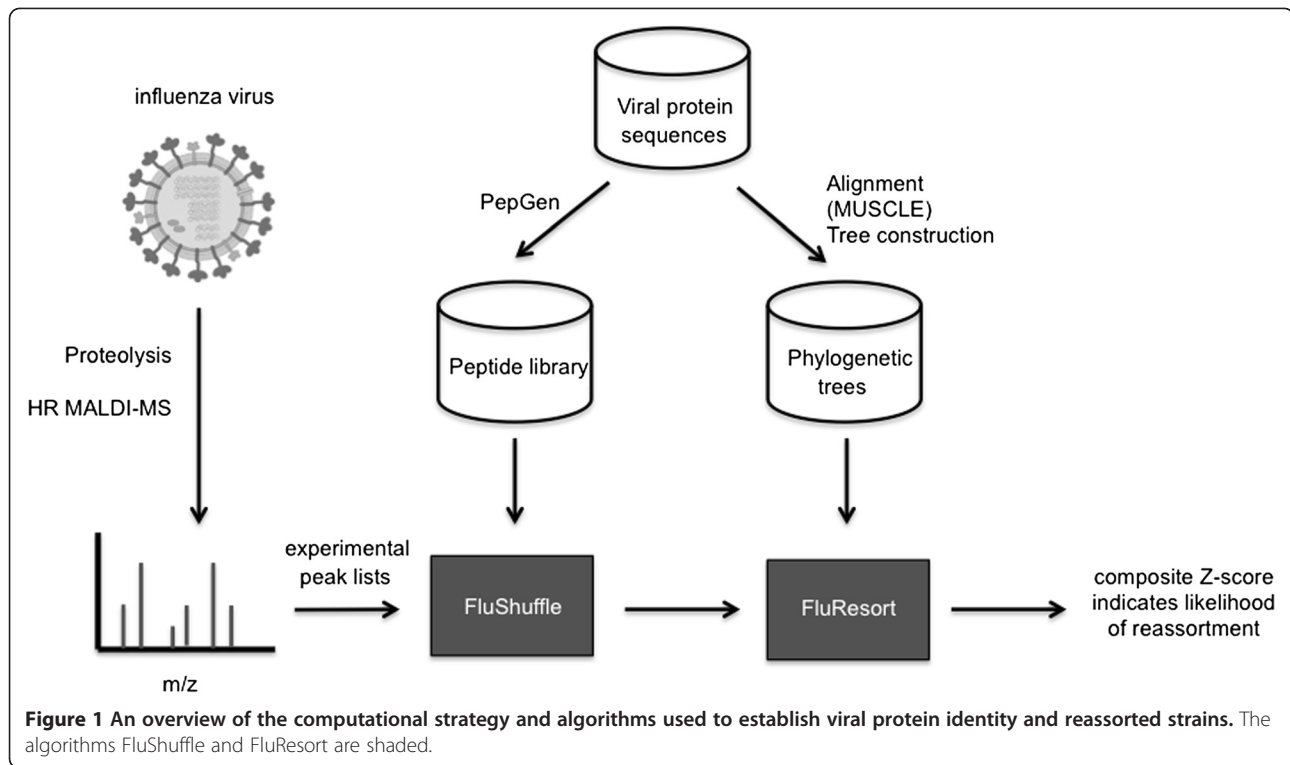 influenza virus
Viral protein
sequences
PepGen
Alignment
(MUSCLE)
Tree construction
Proteolysis
HR MALDI-MS
Peptide library
Phylogenetic
trees
experimental
peak lists
FluShuffle
FluResort
composite Z-score
indicates likelihood
of reassortment
m/z
Figure 1 An overview of the computational strategy and algorithms used to establish viral protein identity and reassorted strains. The
algorithms FluShuffle and FluResort are shaded.